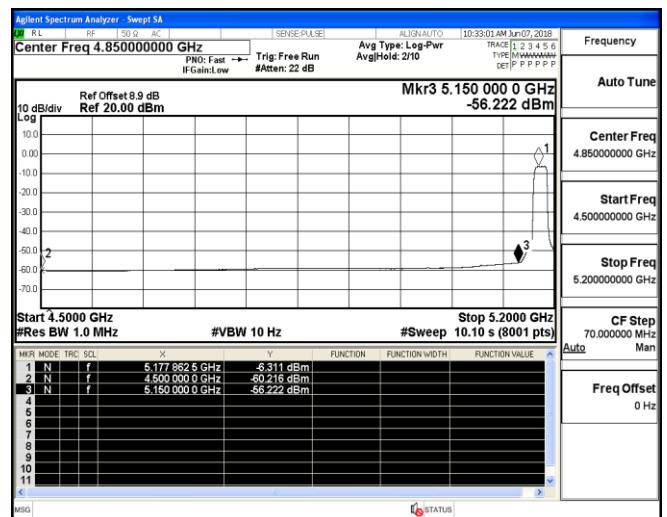 Agilent Spectrum Analyzer - Swept SA
RL RF 50 Ω AC SENSE:PULSE ALIGNAUTO 10:33:01 AM Jun 07, 2018
Center Freq 4.850000000 GHz
PNO: Fast
IFGain:Low
Trig: Free Run
#Atten: 22 dB
Avg Type: Log-Pwr
Avg|Hold: 2/10
TRACE 1 2 3 4 5 6
TYPE MWWWWW
DET P P P P P P
Mkr3 5.150 000 0 GHz
-56.222 dBm
Ref Offset 8.9 dB
10 dB/div Ref 20.00 dBm
Log
10.0
0.00
-10.0
-20.0
-30.0
-40.0
-50.0
-60.0
-70.0
1
2
3
Start 4.5000 GHz Stop 5.2000 GHz
#Res BW 1.0 MHz #VBW 10 Hz #Sweep 10.10 s (8001 pts)
MKR MODE TRC SCL X Y FUNCTION FUNCTION WIDTH FUNCTION VALUE
1 N f 5.177 862 5 GHz -6.311 dBm
2 N f 4.500 000 0 GHz -60.216 dBm
3 N f 5.150 000 0 GHz -56.222 dBm
4
5
6
7
8
9
10
11
MSG STATUS
Frequency
Auto Tune
Center Freq
4.850000000 GHz
Start Freq
4.500000000 GHz
Stop Freq
5.200000000 GHz
CF Step
70.000000 MHz
Auto Man
Freq Offset
0 Hz